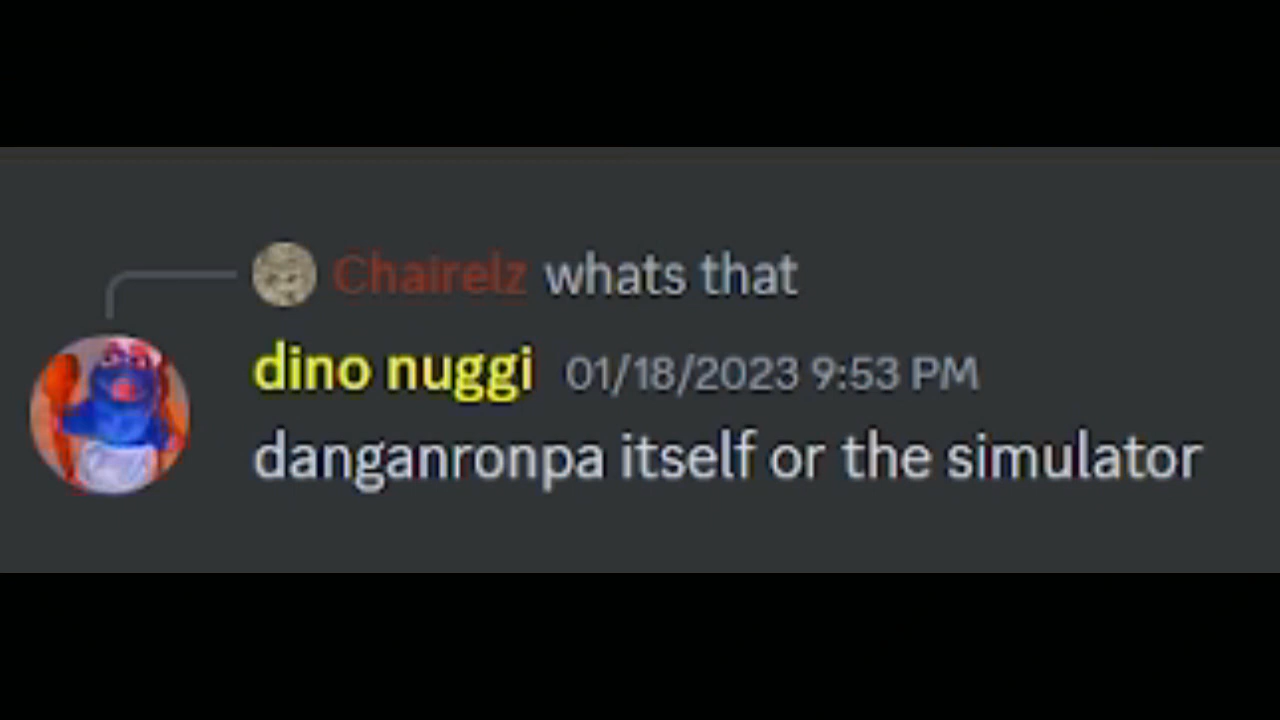 Chairelz whats that
dino nuggi 01/18/2023 9:53 PM
danganronpa itself or the simulator